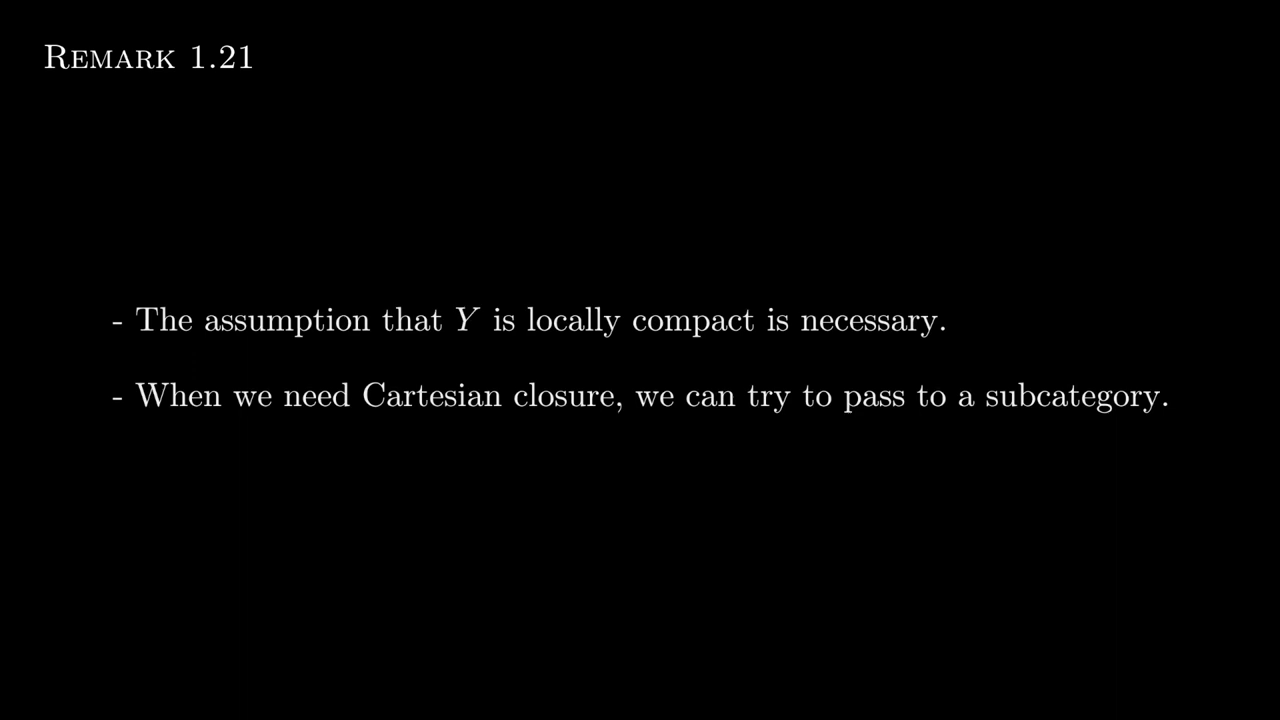 Remark 1.21
- The assumption that Y is locally compact is necessary.
- When we need Cartesian closure, we can try to pass to a subcategory.